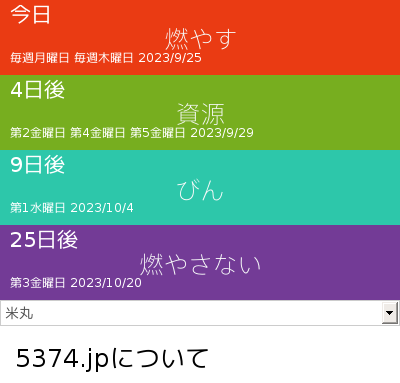 今日
燃やす
毎週月曜日 毎週木曜日 2023/9/25
4日後
資源
第2金曜日 第4金曜日 第5金曜日 2023/9/29
9日後
びん
第1水曜日 2023/10/4
25日後
燃やさない
第3金曜日 2023/10/20
米丸
5374.jpについて